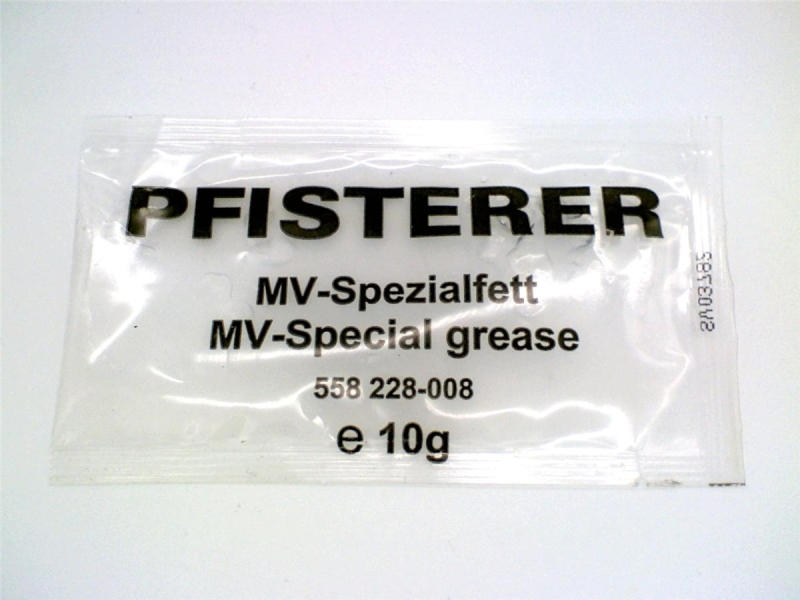 PFISTERER
MV-Spezialfett
MV-Special grease
558 228-008
℮ 10g